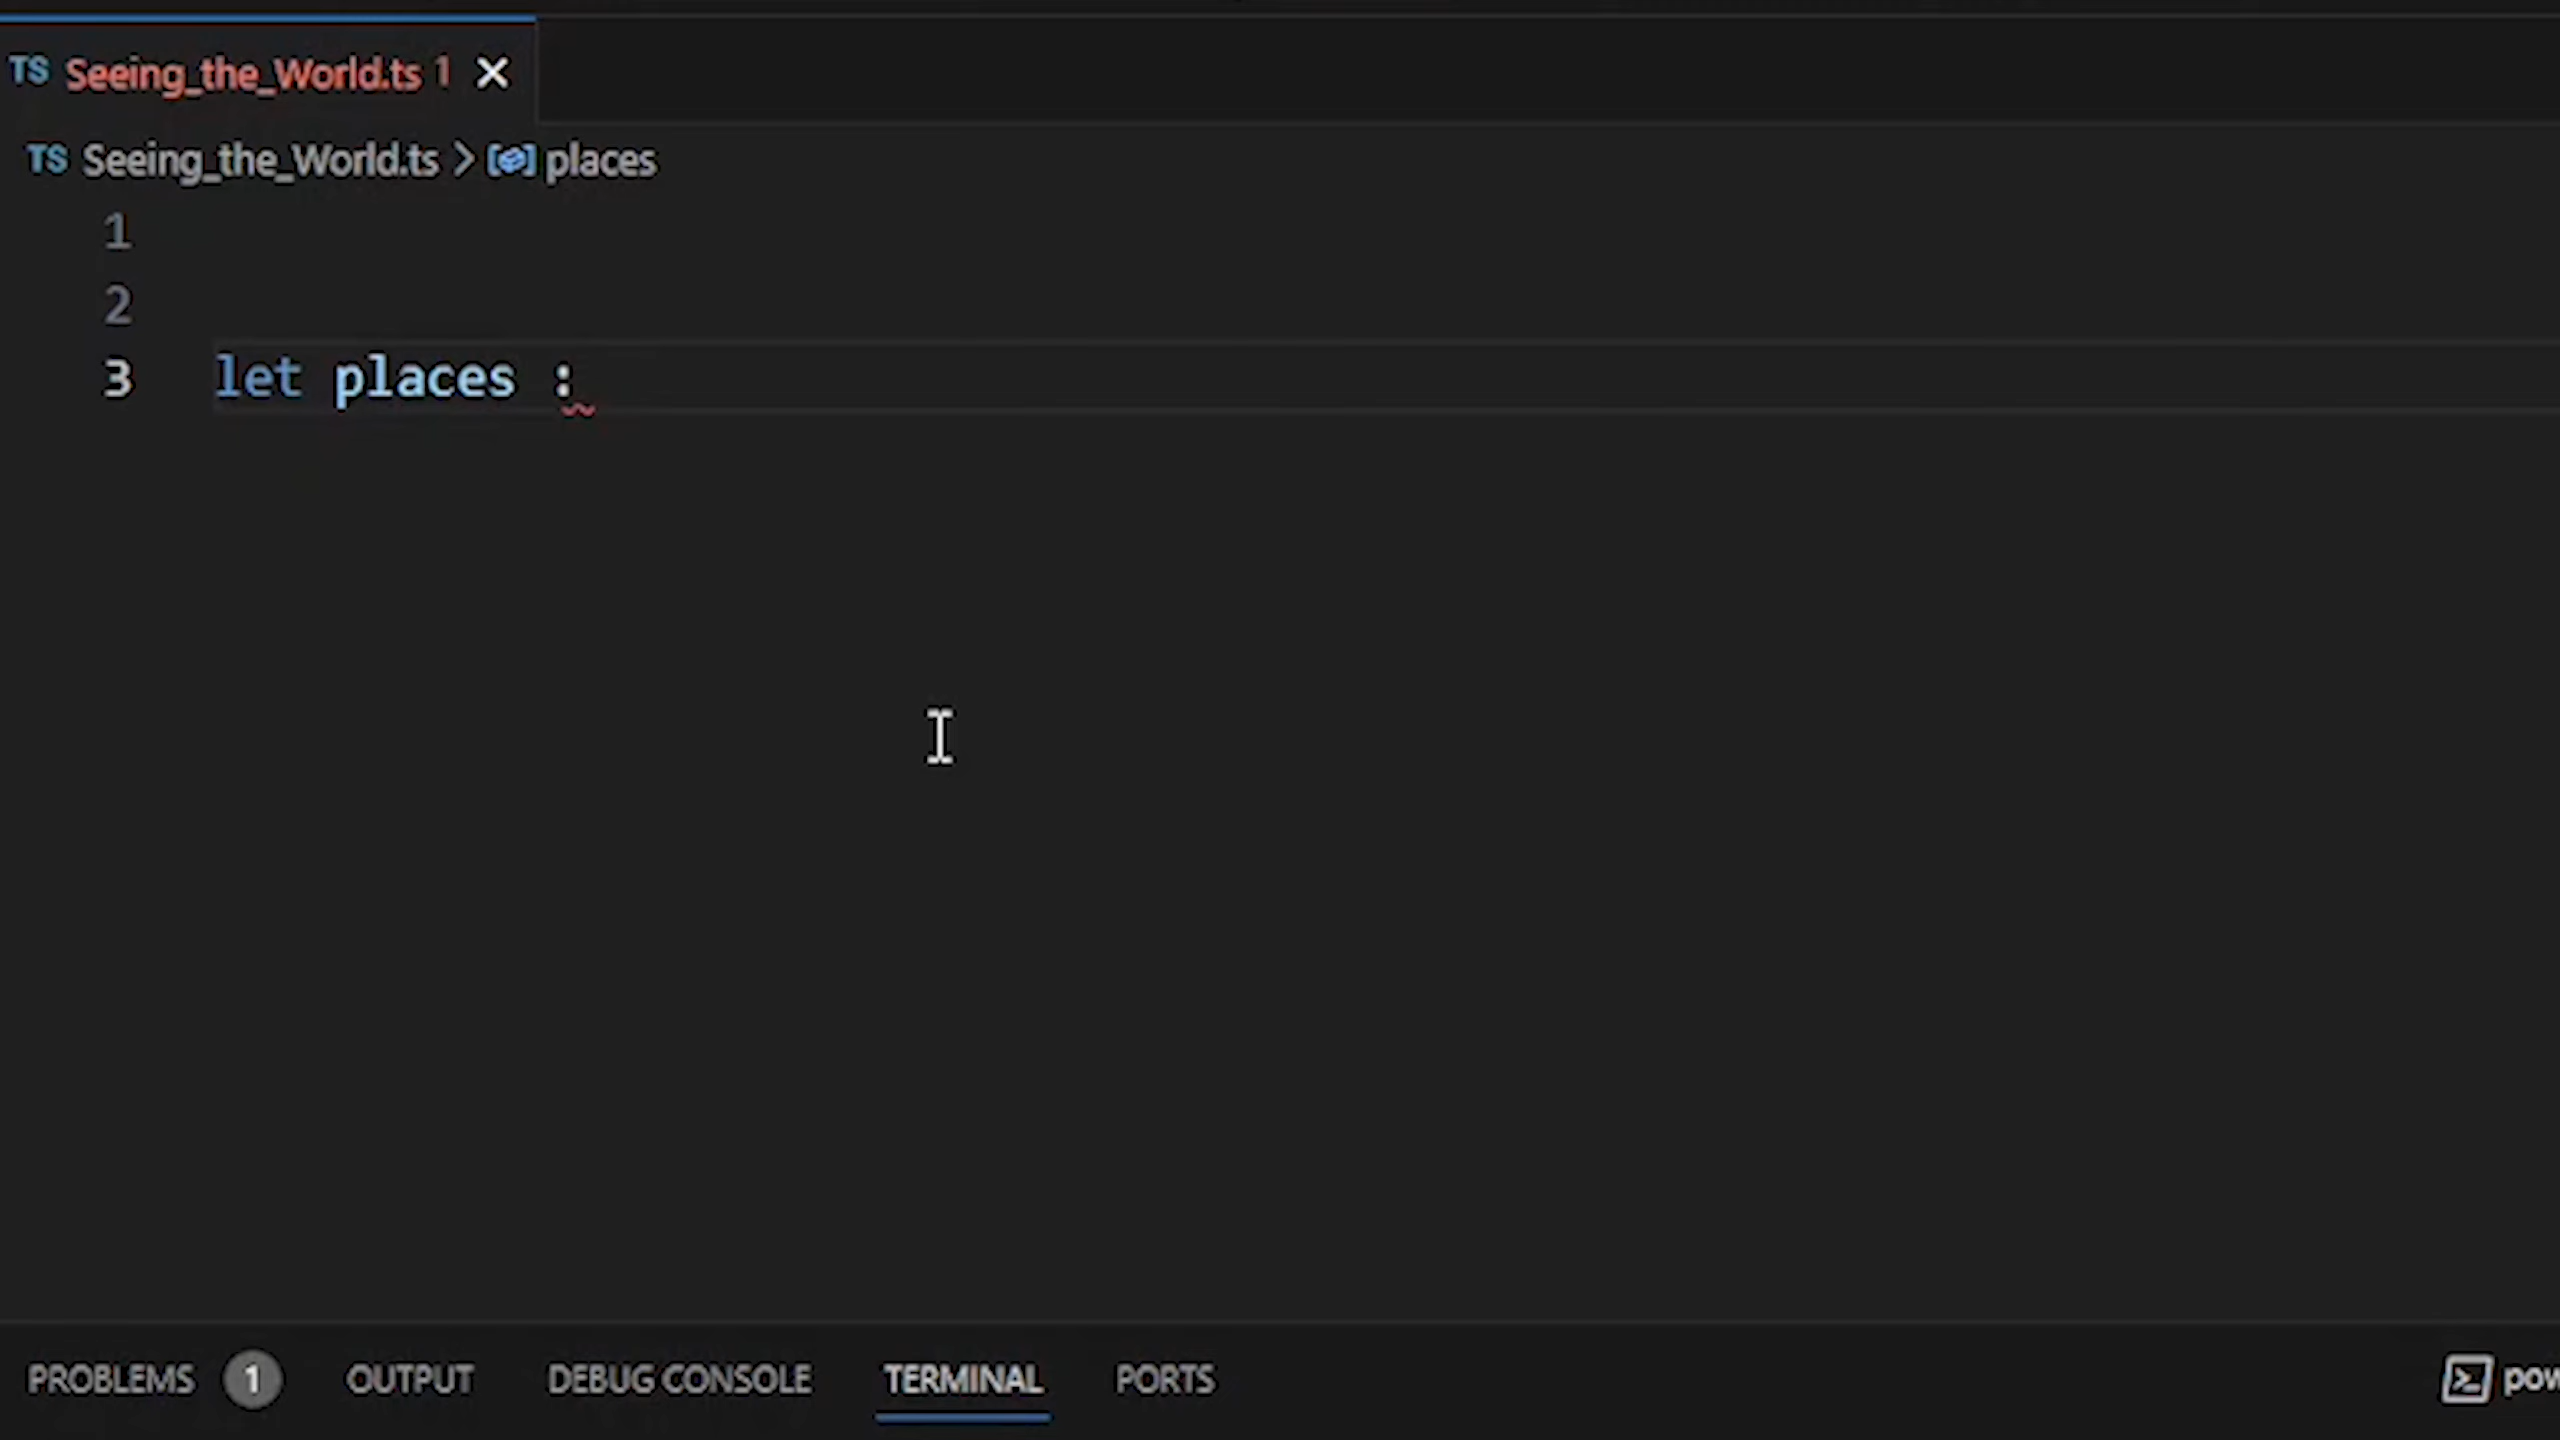 TS Seeing_the_World.ts 1
TS Seeing_the_World.ts > places
1
2
3 let places :
PROBLEMS 1 OUTPUT DEBUG CONSOLE TERMINAL PORTS